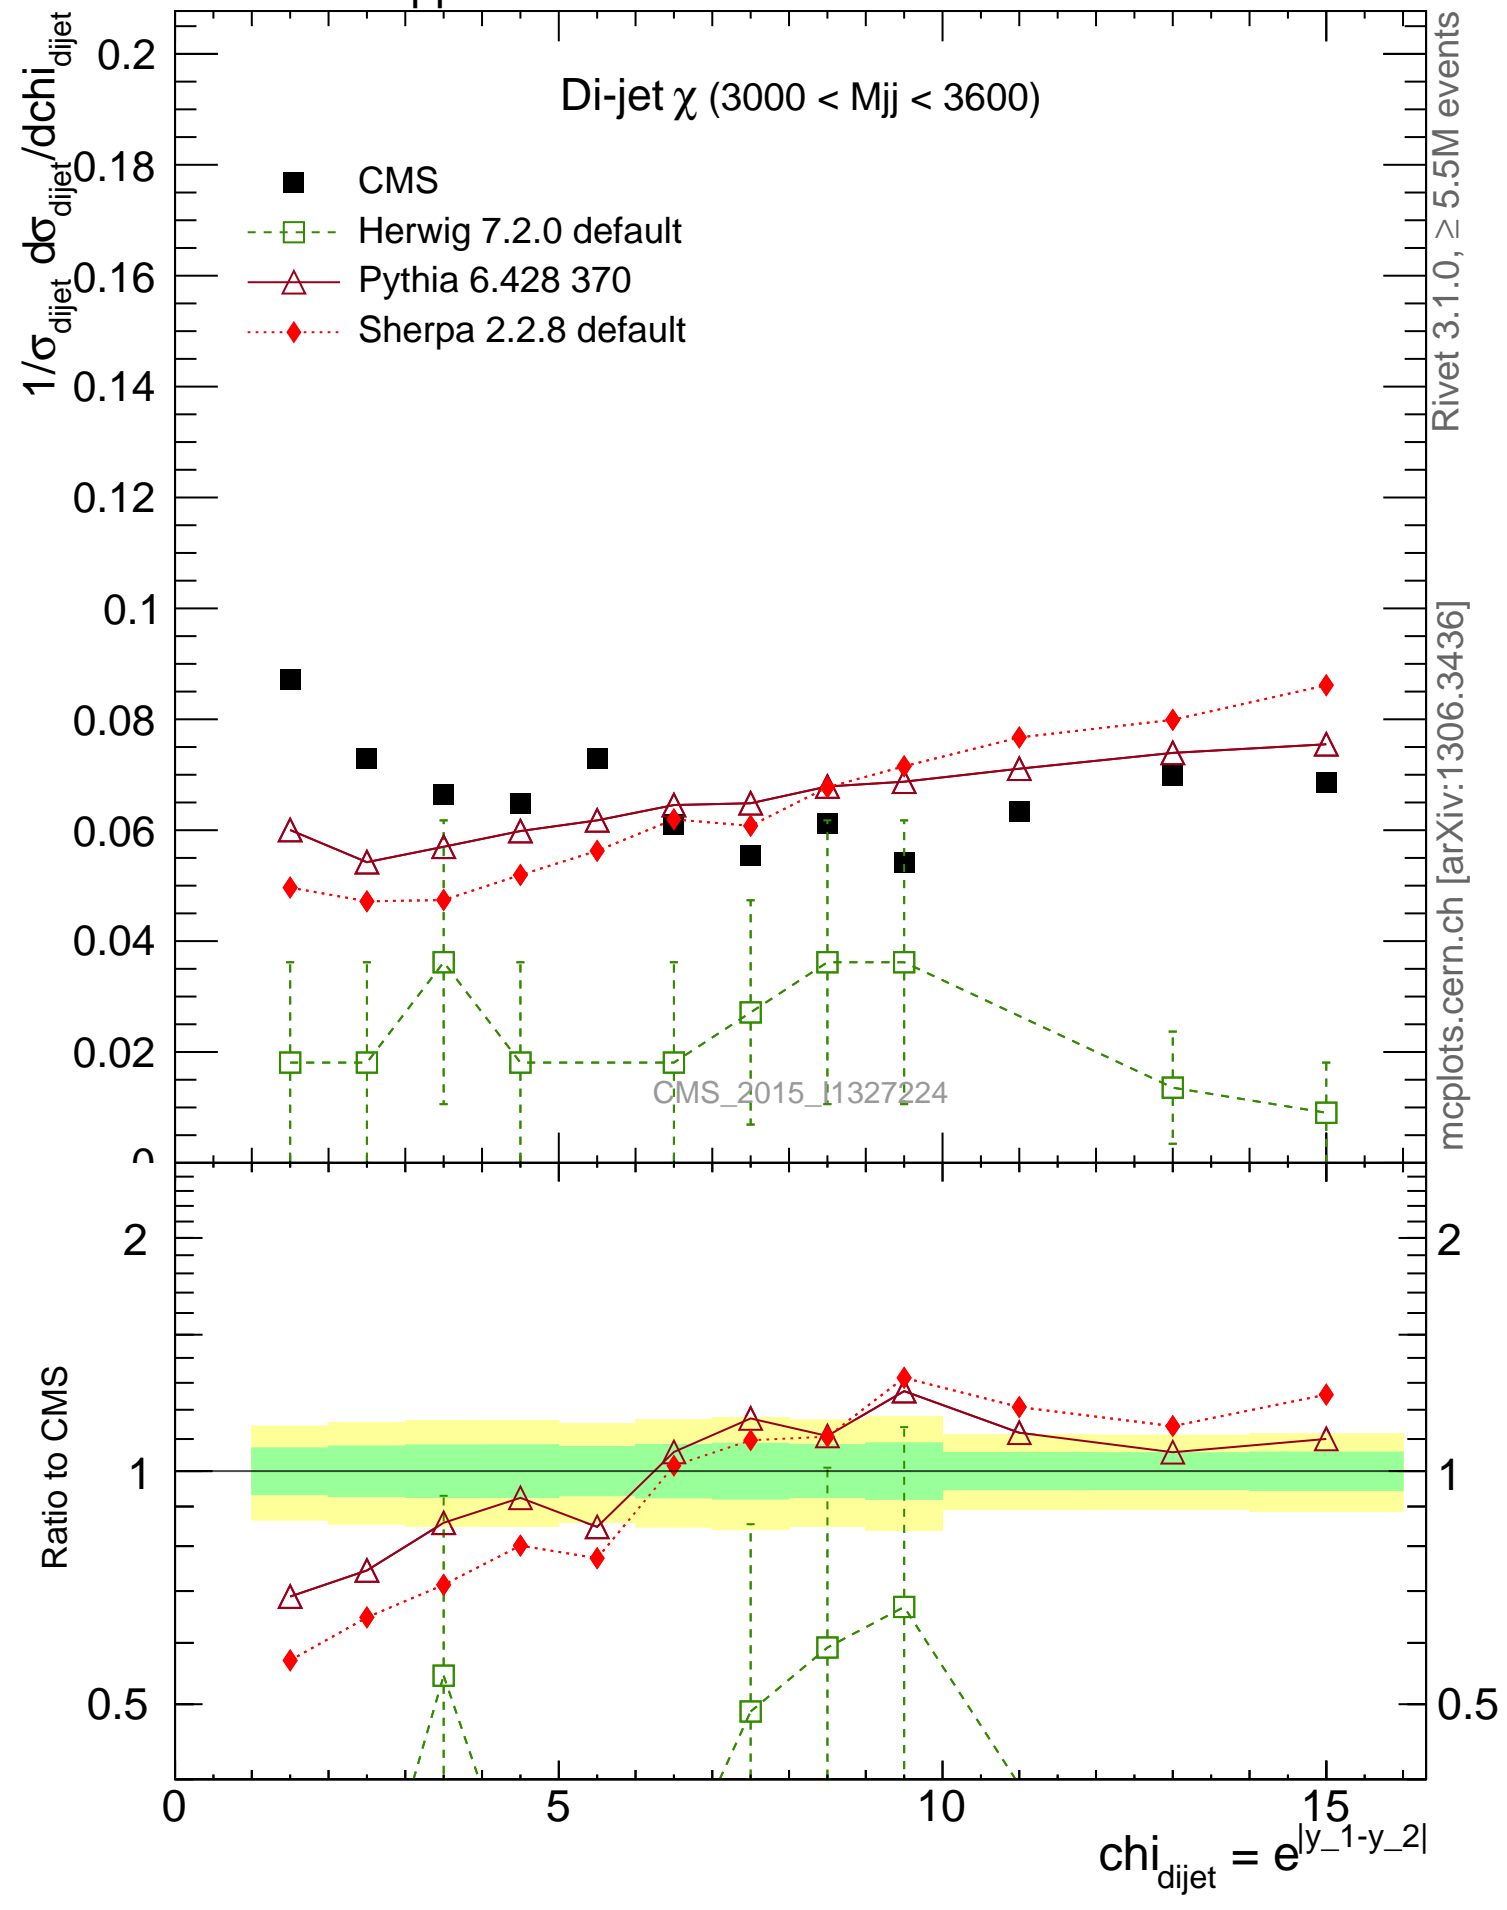 pp
Di-jet χ (3000 < Mjj < 3600)
1/σdijet dσdijet/dchidijet
CMS
Herwig 7.2.0 default
Pythia 6.428 370
Sherpa 2.2.8 default
0.2
0.18
0.16
0.14
0.12
0.1
0.08
0.06
0.04
0.02
0
CMS_2015_I1327224
Rivet 3.1.0, ≥ 5.5M events
mcplots.cern.ch [arXiv:1306.3436]
Ratio to CMS
2
1
0.5
2
1
0.5
0 5 10 15
chidijet = e|y_1-y_2|